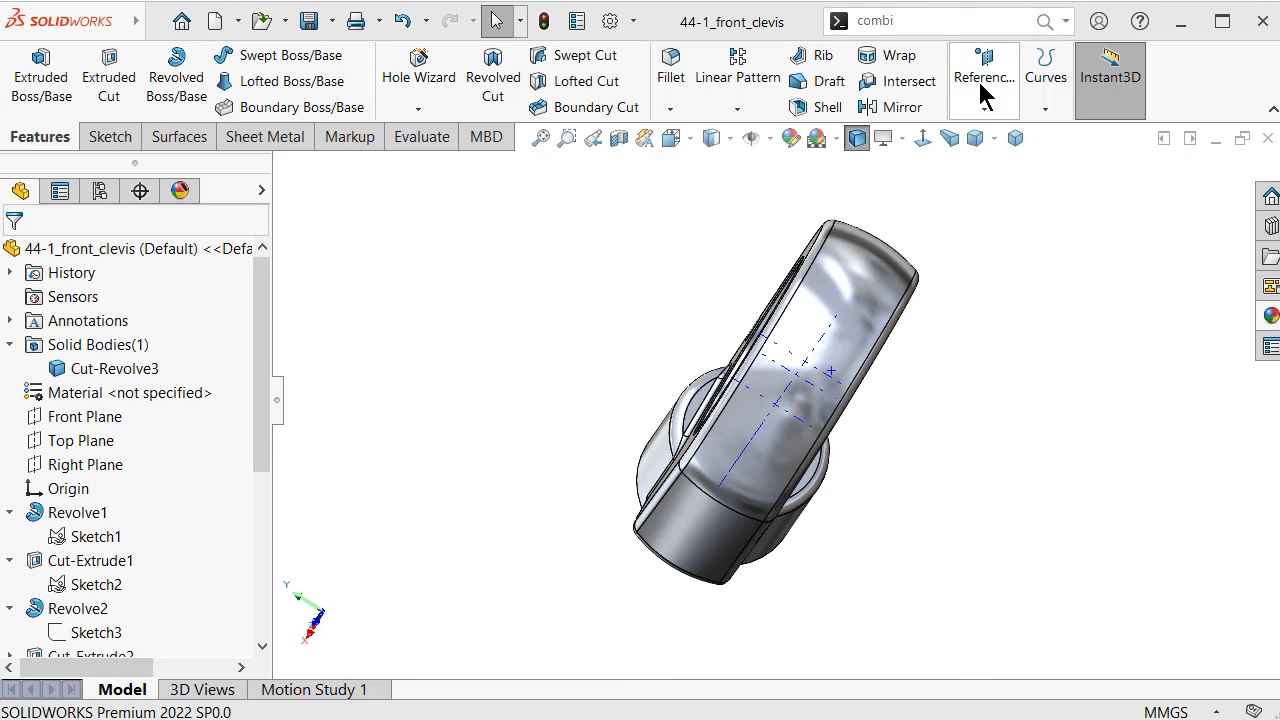 SOLIDWORKS
44-1_front_clevis
combi
Extruded Boss/Base
Extruded Cut
Revolved Boss/Base
Swept Boss/Base
Lofted Boss/Base
Boundary Boss/Base
Hole Wizard
Revolved Cut
Swept Cut
Lofted Cut
Boundary Cut
Fillet
Linear Pattern
Rib
Draft
Shell
Wrap
Intersect
Mirror
Referenc...
Curves
Instant3D
Features
Sketch
Surfaces
Sheet Metal
Markup
Evaluate
MBD
44-1_front_clevis (Default) <<Defa
History
Sensors
Annotations
Solid Bodies(1)
Cut-Revolve3
Material <not specified>
Front Plane
Top Plane
Right Plane
Origin
Revolve1
Sketch1
Cut-Extrude1
Sketch2
Revolve2
Sketch3
Cut-Extrude2
Y
X
Model
3D Views
Motion Study 1
SOLIDWORKS Premium 2022 SP0.0
MMGS